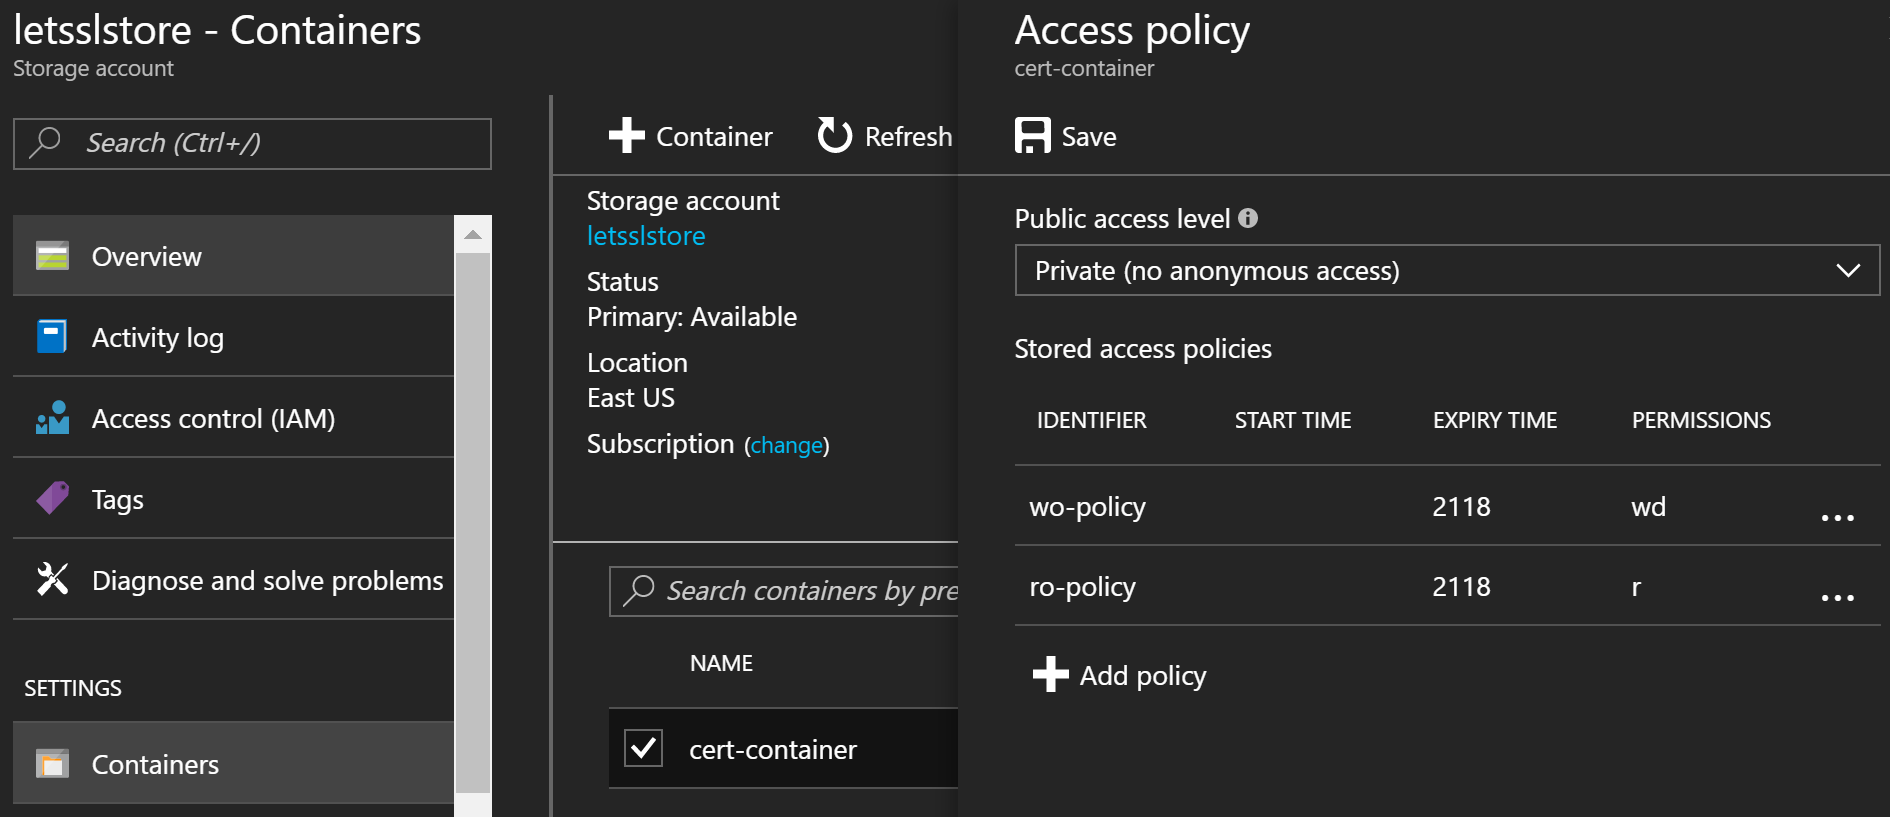 letsslstore - Containers
Storage account
Search (Ctrl+/)
Overview
Activity log
Access control (IAM)
Tags
Diagnose and solve problems
SETTINGS
Containers
Container
Refresh
Storage account
letsslstore
Status
Primary: Available
Location
East US
Subscription (change)
Search containers by pre
NAME
cert-container
Access policy
cert-container
Save
Public access level
Private (no anonymous access)
Stored access policies
IDENTIFIER START TIME EXPIRY TIME PERMISSIONS
wo-policy 2118 wd ...
ro-policy 2118 r ...
Add policy